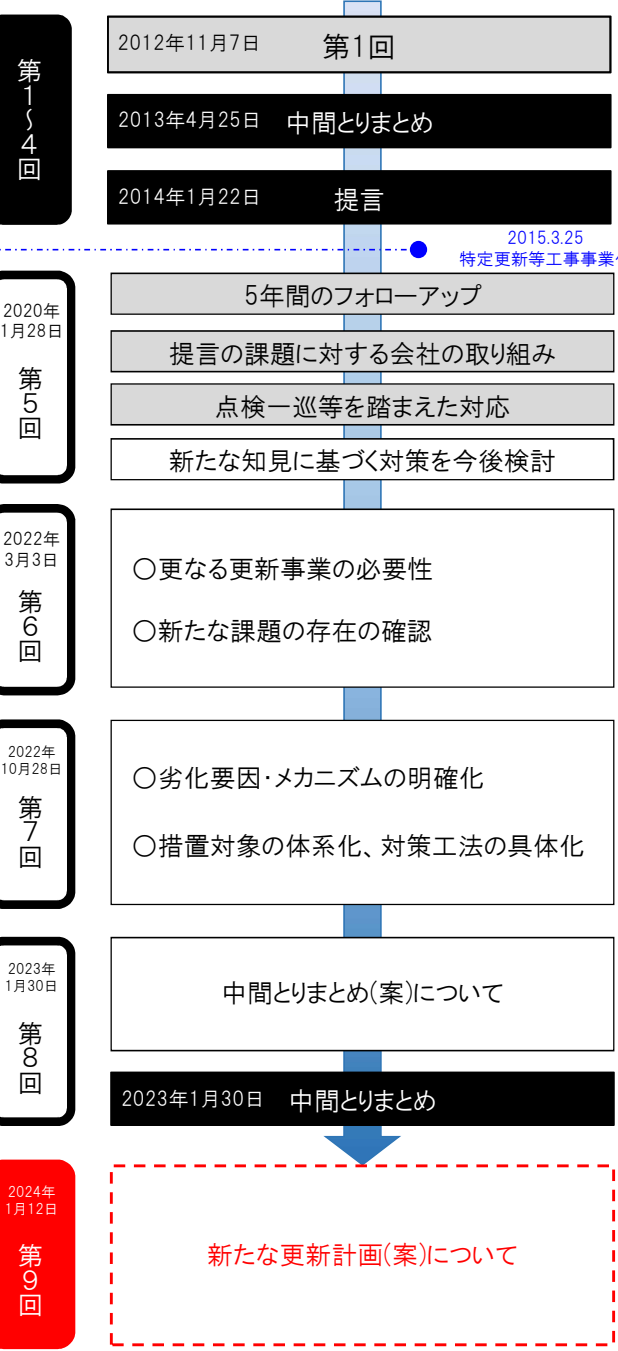 第1～4回
2012年11月7日 第1回
2013年4月25日 中間とりまとめ
2014年1月22日 提言
2015.3.25
特定更新等工事事業
2020年
1月28日
第5回
5年間のフォローアップ
提言の課題に対する会社の取り組み
点検一巡等を踏まえた対応
新たな知見に基づく対策を今後検討
2022年
3月3日
第6回
○更なる更新事業の必要性
○新たな課題の存在の確認
2022年
10月28日
第7回
○劣化要因・メカニズムの明確化
○措置対象の体系化、対策工法の具体化
2023年
1月30日
第8回
中間とりまとめ(案)について
2023年1月30日 中間とりまとめ
2024年
1月12日
第9回
新たな更新計画(案)について